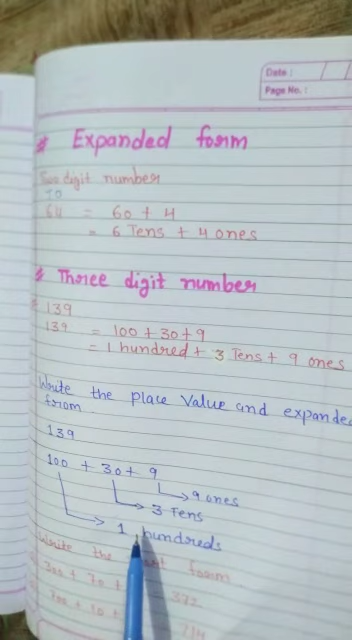 Date :
Page No. :
# Expanded form
Two digit number
TO
64 = 60 + 4
= 6 Tens + 4 ones
# Three digit number
139
139 = 100 + 30 + 9
= 1 hundred + 3 Tens + 9 ones
Write the place Value and expanded
form
139
100 + 30 + 9
9 ones
3 Tens
1 hundreds
Write the form
300 + 70 + 372
700 + 10 + 714